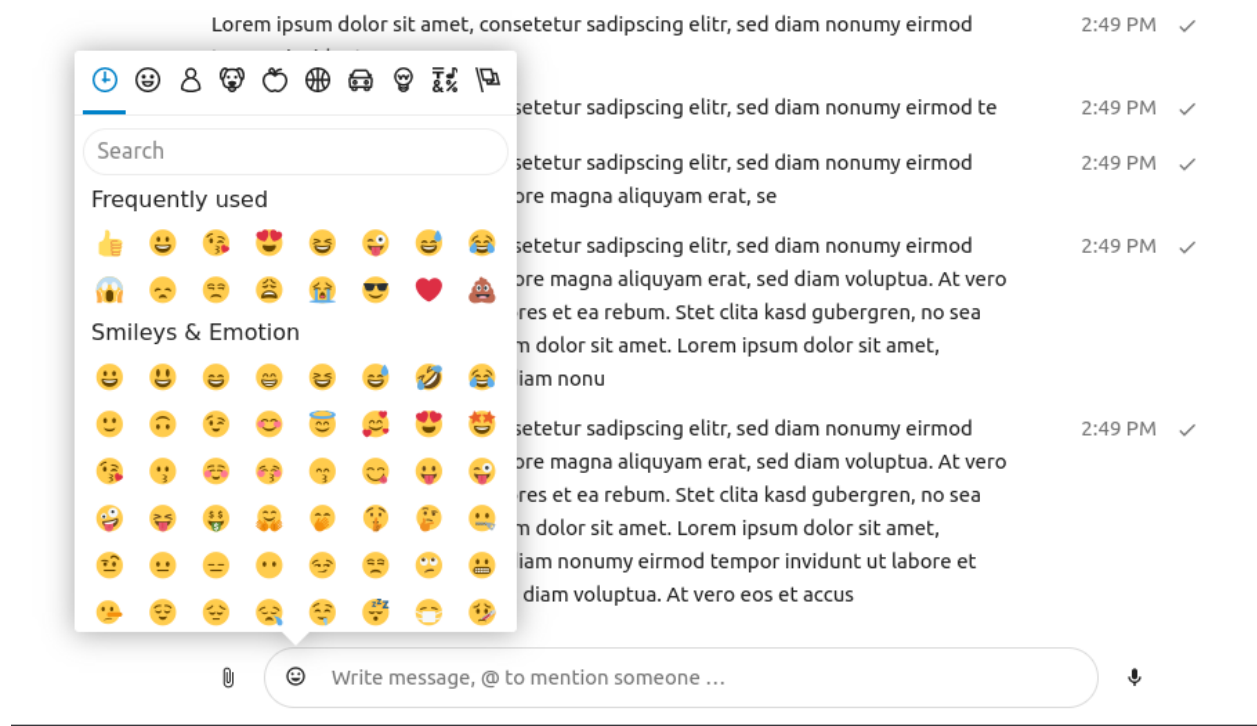 Lorem ipsum dolor sit amet, consetetur sadipscing elitr, sed diam nonumy eirmod 2:49 PM
setetur sadipscing elitr, sed diam nonumy eirmod te 2:49 PM
Search
setetur sadipscing elitr, sed diam nonumy eirmod 2:49 PM
ore magna aliquyam erat, se
Frequently used
setetur sadipscing elitr, sed diam nonumy eirmod 2:49 PM
ore magna aliquyam erat, sed diam voluptua. At vero
res et ea rebum. Stet clita kasd gubergren, no sea
Smileys & Emotion
m dolor sit amet. Lorem ipsum dolor sit amet,
iam nonu
setetur sadipscing elitr, sed diam nonumy eirmod 2:49 PM
ore magna aliquyam erat, sed diam voluptua. At vero
res et ea rebum. Stet clita kasd gubergren, no sea
m dolor sit amet. Lorem ipsum dolor sit amet,
iam nonumy eirmod tempor invidunt ut labore et
diam voluptua. At vero eos et accus
Write message, @ to mention someone …